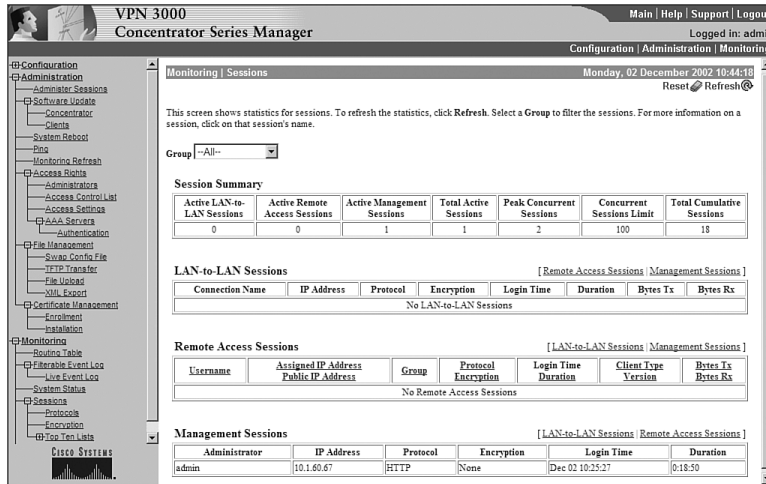 VPN 3000
Concentrator Series Manager
Main | Help | Support | Logou
Logged in: admi
Configuration | Administration | Monitorin
Configuration
Administration
Administer Sessions
Software Update
Concentrator
Clients
System Reboot
Ping
Monitoring Refresh
Access Rights
Administrators
Access Control List
Access Settings
AAA Servers
Authentication
File Management
Swap Config File
TFTP Transfer
File Upload
XML Export
Certificate Management
Enrollment
Installation
Monitoring
Routing Table
Filterable Event Log
Live Event Log
System Status
Sessions
Protocols
Encryption
Top Ten Lists
CISCO SYSTEMS
Monitoring | Sessions Monday, 02 December 2002 10:44:18
Reset Refresh
This screen shows statistics for sessions. To refresh the statistics, click Refresh. Select a Group to filter the sessions. For more information on a
session, click on that session's name.
Group --All--
Session Summary
Active LAN-to-LAN Sessions Active Remote Access Sessions Active Management Sessions Total Active Sessions Peak Concurrent Sessions Concurrent Sessions Limit Total Cumulative Sessions
0 0 1 1 2 100 18
LAN-to-LAN Sessions [ Remote Access Sessions | Management Sessions ]
Connection Name IP Address Protocol Encryption Login Time Duration Bytes Tx Bytes Rx
No LAN-to-LAN Sessions
Remote Access Sessions [ LAN-to-LAN Sessions | Management Sessions ]
Username Assigned IP Address Public IP Address Group Protocol Encryption Login Time Duration Client Type Version Bytes Tx Bytes Rx
No Remote Access Sessions
Management Sessions [ LAN-to-LAN Sessions | Remote Access Sessions ]
Administrator IP Address Protocol Encryption Login Time Duration
admin 10.1.60.67 HTTP None Dec 02 10:25:27 0:18:50